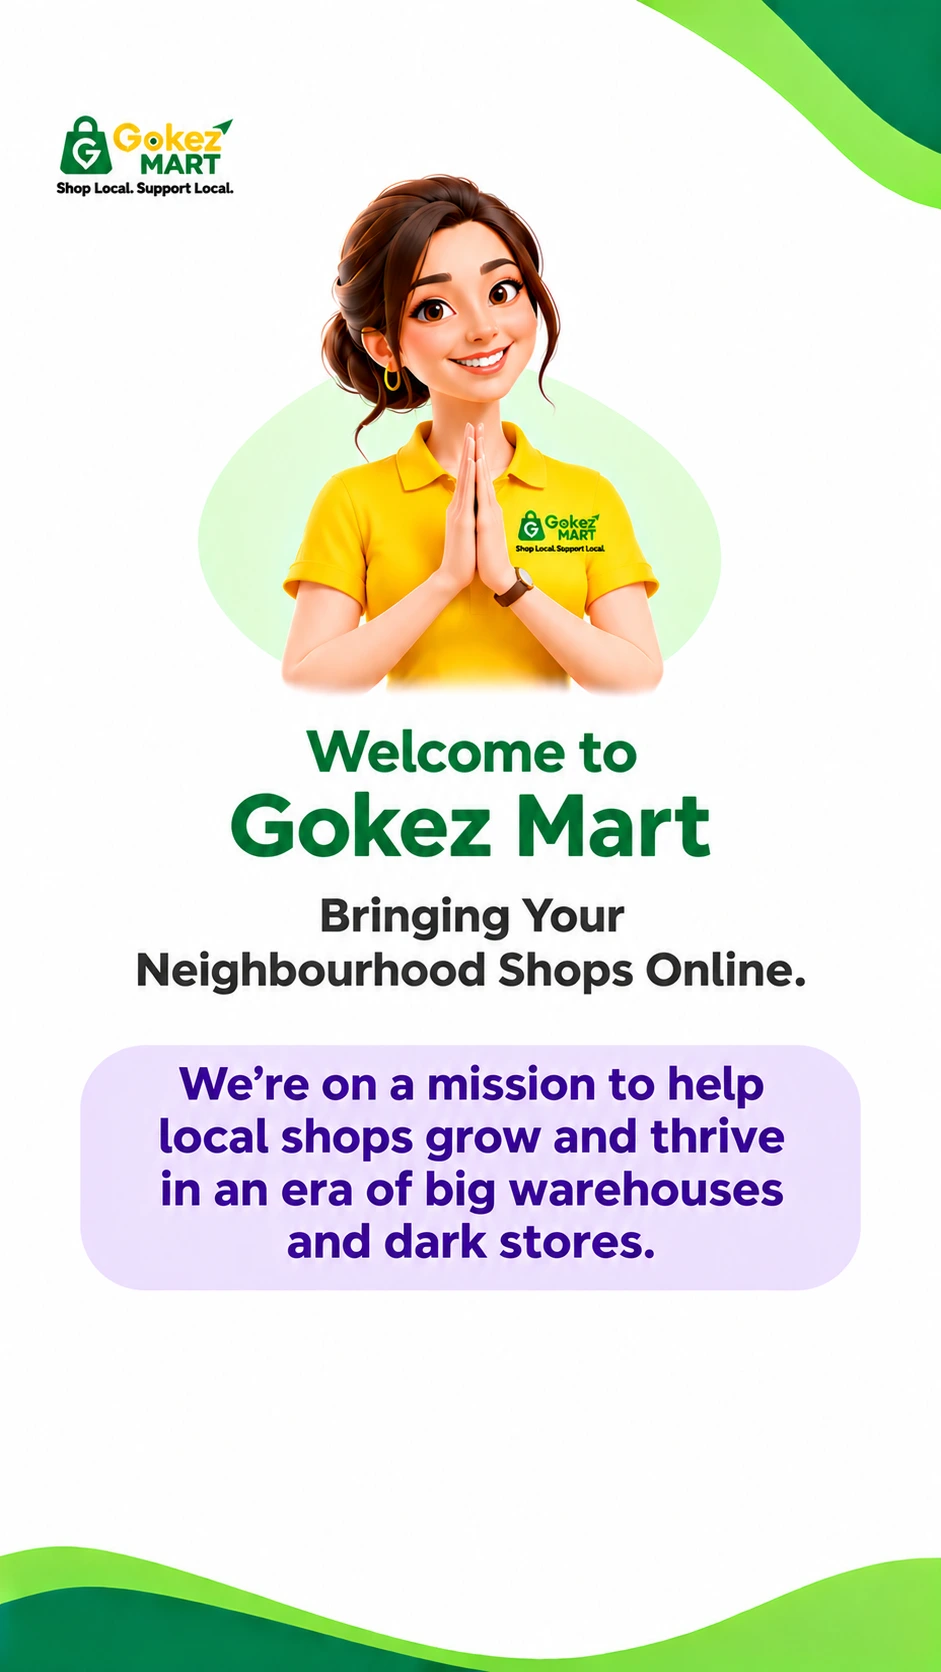 Gokez
MART
Shop Local. Support Local.
Gokez
MART
Shop Local. Support Local.
Welcome to
Gokez Mart
Bringing Your
Neighbourhood Shops Online.
We’re on a mission to help
local shops grow and thrive
in an era of big warehouses
and dark stores.